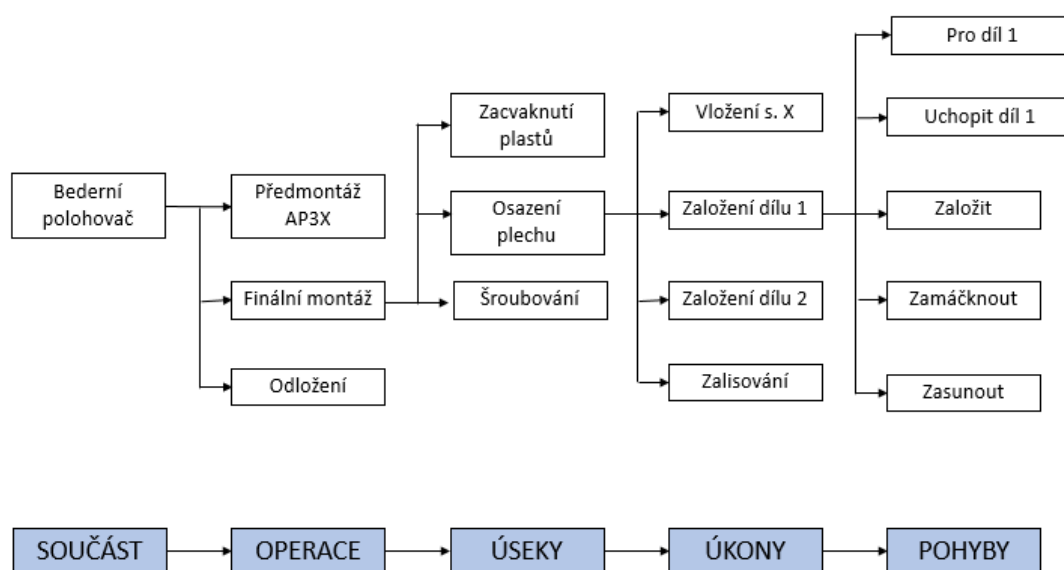 Bederní
polohovač
Předmontáž
AP3X
Finální montáž
Odložení
Zacvaknutí
plastů
Osazení
plechu
Šroubování
Vložení s. X
Založení dílu 1
Založení dílu 2
Zalisování
Pro díl 1
Uchopit díl 1
Založit
Zamáčknout
Zasunout
SOUČÁST
OPERACE
ÚSEKY
ÚKONY
POHYBY